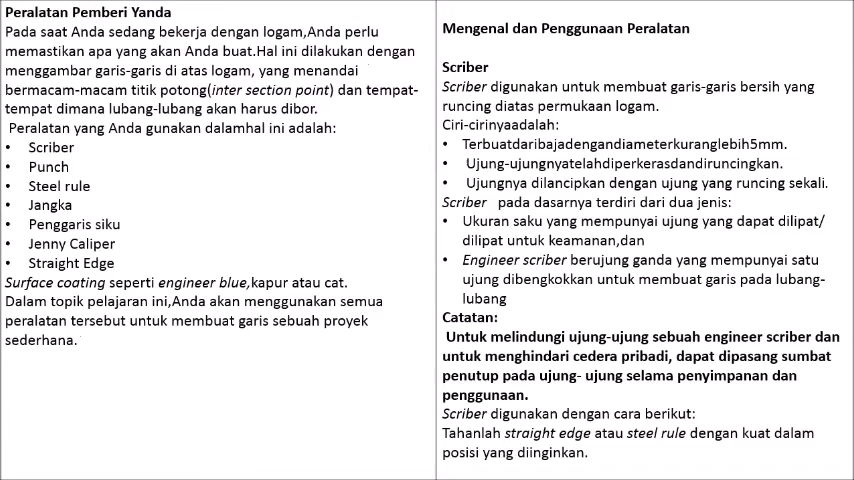 Peralatan Pemberi Yanda
Pada saat Anda sedang bekerja dengan logam,Anda perlu
memastikan apa yang akan Anda buat.Hal ini dilakukan dengan
menggambar garis-garis di atas logam, yang menandai
bermacam-macam titik potong(inter section point) dan tempat-
tempat dimana lubang-lubang akan harus dibor.
Peralatan yang Anda gunakan dalamhal ini adalah:
• Scriber
• Punch
• Steel rule
• Jangka
• Penggaris siku
• Jenny Caliper
• Straight Edge
Surface coating seperti engineer blue,kapur atau cat.
Dalam topik pelajaran ini,Anda akan menggunakan semua
peralatan tersebut untuk membuat garis sebuah proyek
sederhana.
Mengenal dan Penggunaan Peralatan
Scriber
Scriber digunakan untuk membuat garis-garis bersih yang
runcing diatas permukaan logam.
Ciri-cirinyaadalah:
• Terbuatdaribajadengandiameterkuranglebih5mm.
• Ujung-ujungnyatelahdiperkerasdandiruncingkan.
• Ujungnya dilancipkan dengan ujung yang runcing sekali.
Scriber pada dasarnya terdiri dari dua jenis:
• Ukuran saku yang mempunyai ujung yang dapat dilipat/
dilipat untuk keamanan,dan
• Engineer scriber berujung ganda yang mempunyai satu
ujung dibengkokkan untuk membuat garis pada lubang-
lubang
Catatan:
Untuk melindungi ujung-ujung sebuah engineer scriber dan
untuk menghindari cedera pribadi, dapat dipasang sumbat
penutup pada ujung- ujung selama penyimpanan dan
penggunaan.
Scriber digunakan dengan cara berikut:
Tahanlah straight edge atau steel rule dengan kuat dalam
posisi yang diinginkan.